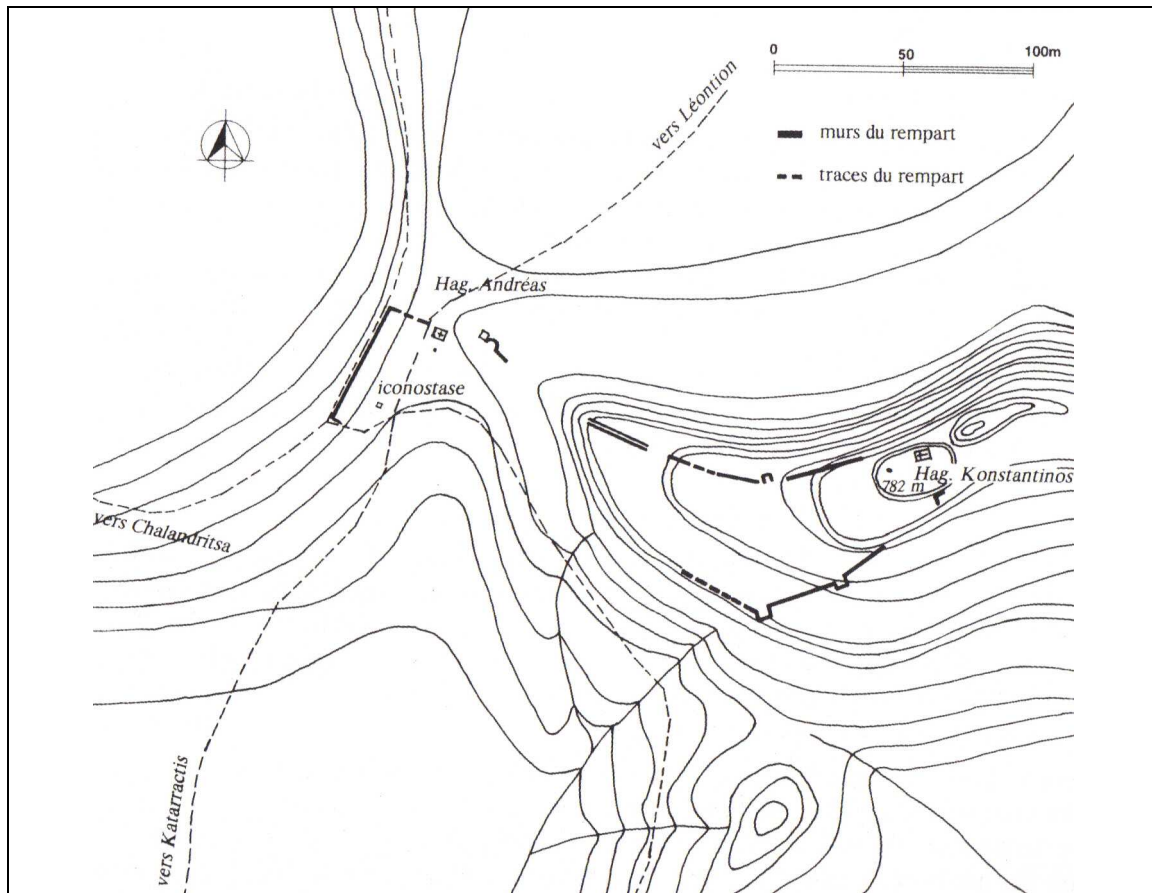 0 50 100m
vers Léontion
murs du rempart
traces du rempart
Hag. Andréas
iconostase
Hag. Konstantinos
782 m
vers Chalandritsa
vers Katarractis